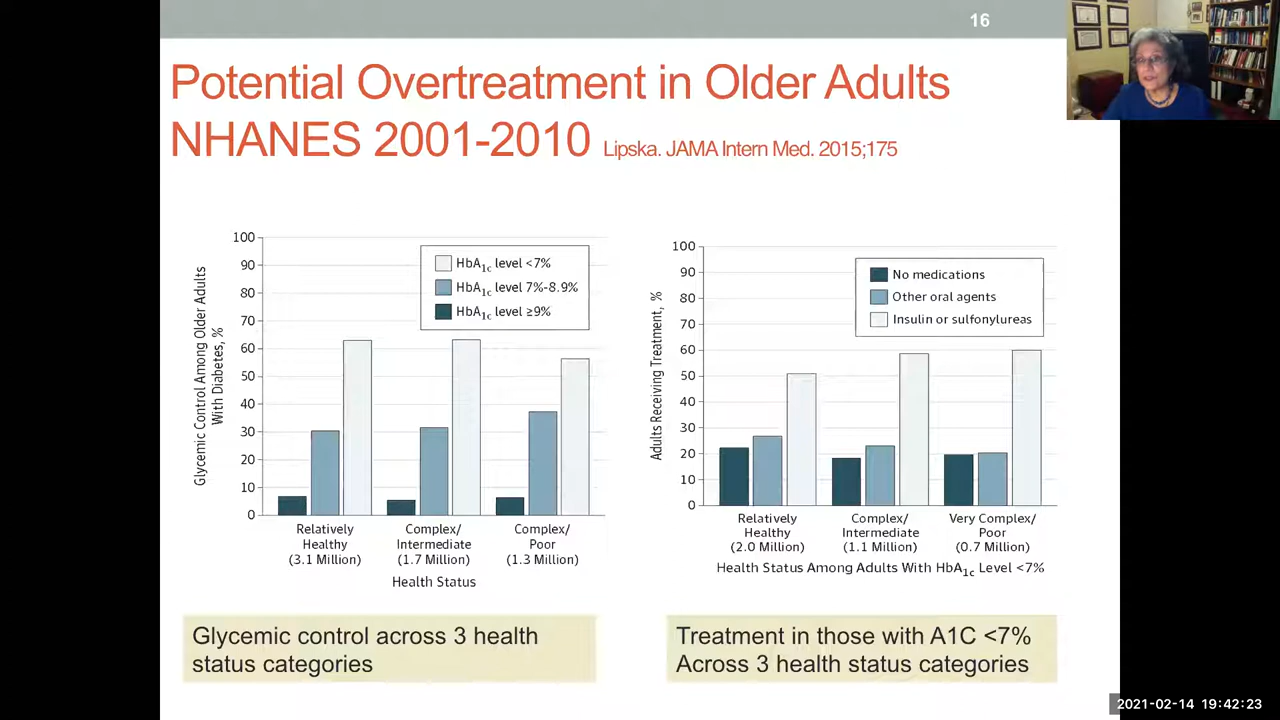 16
Potential Overtreatment in Older Adults
NHANES 2001-2010 Lipska. JAMA Intern Med. 2015;175
Glycemic Control Among Older Adults
With Diabetes, %
100
90
80
70
60
50
40
30
20
10
0
HbA1c level <7%
HbA1c level 7%-8.9%
HbA1c level ≥9%
Relatively
Healthy
(3.1 Million)
Complex/
Intermediate
(1.7 Million)
Complex/
Poor
(1.3 Million)
Health Status
Adults Receiving Treatment, %
100
90
80
70
60
50
40
30
20
10
0
No medications
Other oral agents
Insulin or sulfonylureas
Relatively
Healthy
(2.0 Million)
Complex/
Intermediate
(1.1 Million)
Very Complex/
Poor
(0.7 Million)
Health Status Among Adults With HbA1c Level <7%
Glycemic control across 3 health
status categories
Treatment in those with A1C <7%
Across 3 health status categories
2021-02-14 19:42:23